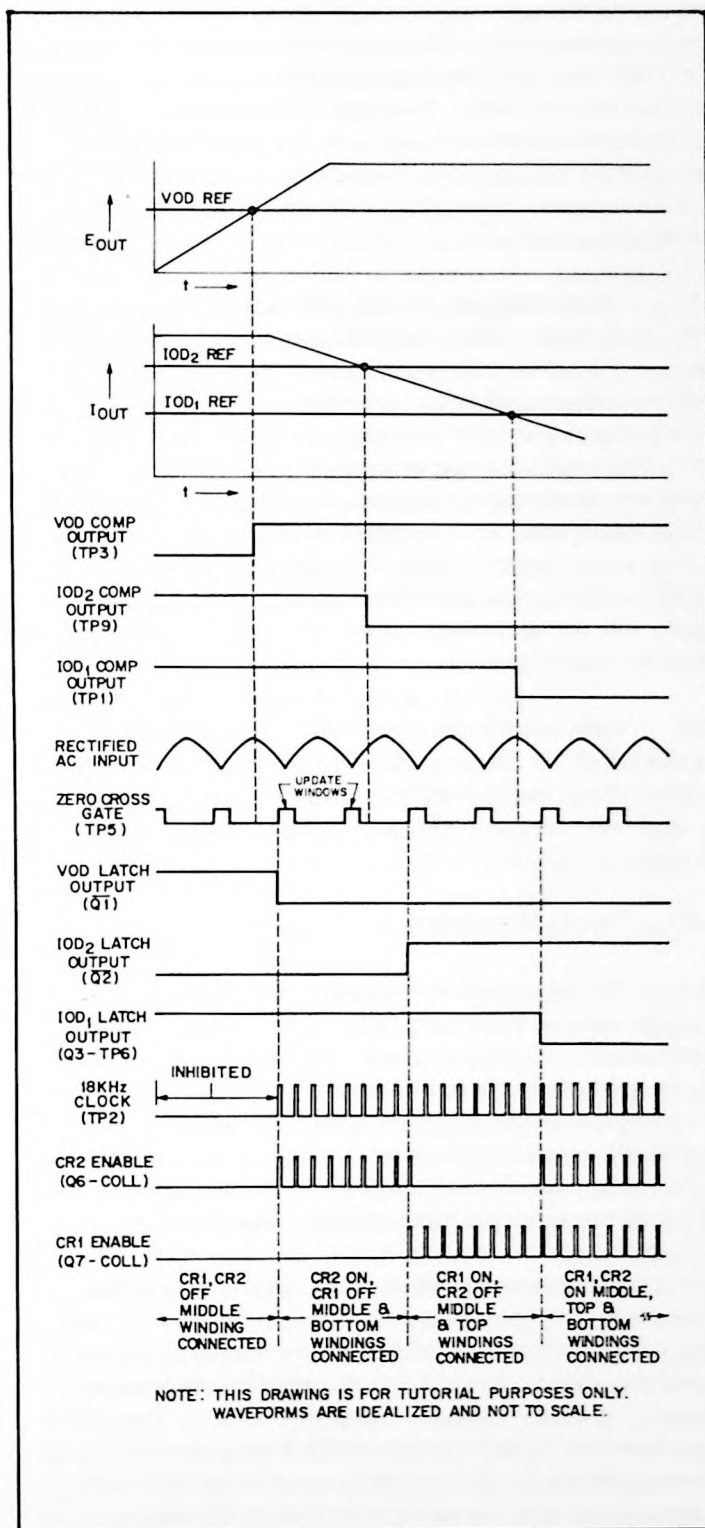 VOD REF
EOUT
t
IOD2 REF
IOD1 REF
IOUT
t
VOD COMP
OUTPUT
(TP3)
IOD2 COMP
OUTPUT
(TP9)
IOD1 COMP
OUTPUT
(TP1)
RECTIFIED
AC INPUT
UPDATE
WINDOWS
ZERO CROSS
GATE
(TP5)
VOD LATCH
OUTPUT
(Q̅1̅)
IOD2 LATCH
OUTPUT
(Q̅2̅)
IOD1 LATCH
OUTPUT
(Q3-TP6)
INHIBITED
18KHz
CLOCK
(TP2)
CR2 ENABLE
(Q6-COLL)
CR1 ENABLE
(Q7-COLL)
CR1, CR2
OFF
MIDDLE
WINDING
CONNECTED
CR2 ON,
CR1 OFF
MIDDLE &
BOTTOM
WINDINGS
CONNECTED
CR1 ON,
CR2 OFF
MIDDLE
& TOP
WINDINGS
CONNECTED
CR1, CR2
ON MIDDLE,
TOP &
BOTTOM
WINDINGS
CONNECTED
NOTE: THIS DRAWING IS FOR TUTORIAL PURPOSES ONLY.
WAVEFORMS ARE IDEALIZED AND NOT TO SCALE.